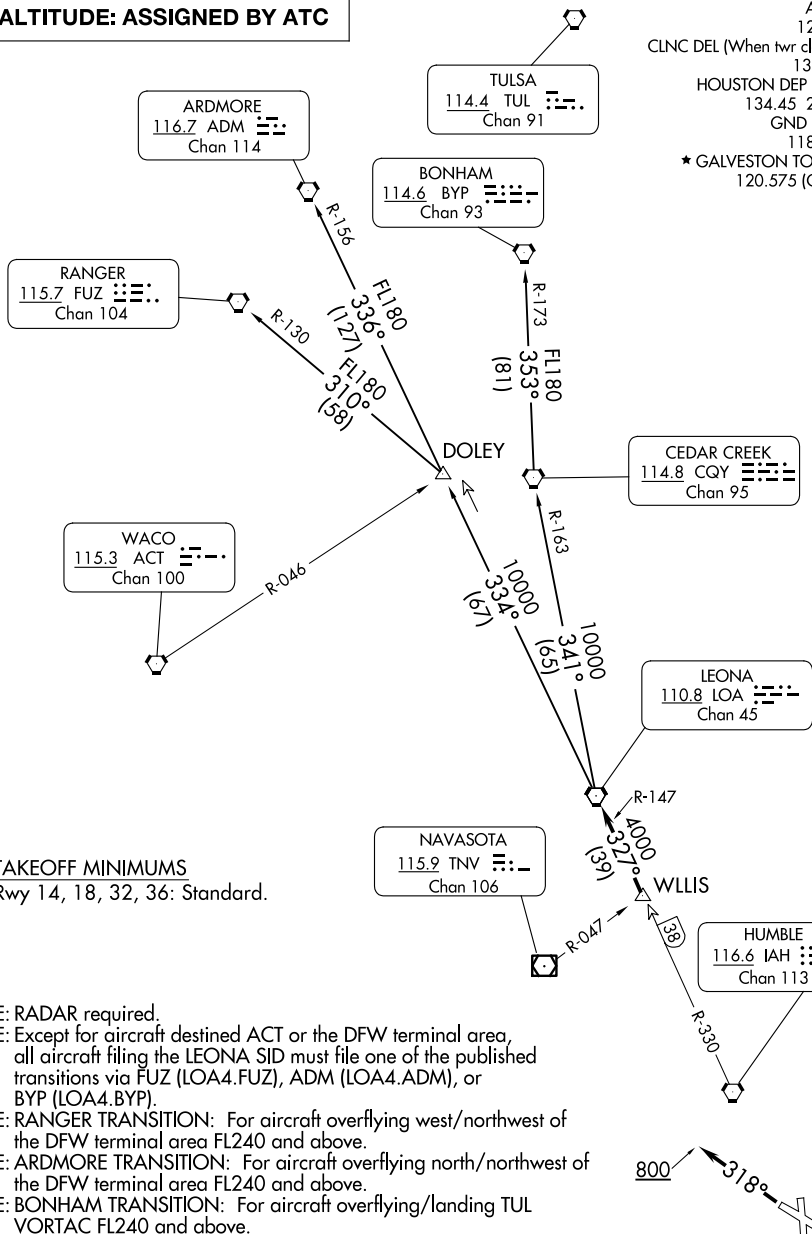 ALTITUDE: ASSIGNED BY ATC
CLNC DEL (When twr
HOUSTON DEP
134.45
GND
★ GALVESTON
120.575
TULSA
114.4 TUL
Chan 91
ARDMORE
116.7 ADM
Chan 114
BONHAM
114.6 BYP
Chan 93
RANGER
115.7 FUZ
Chan 104
R-156
R-130
R-173
FL180
336°
(127)
FL180
310°
(58)
FL180
353°
(81)
DOLEY
CEDAR CREEK
114.8 CQY
Chan 95
WACO
115.3 ACT
Chan 100
R-046
R-163
10000
334°
(67)
10000
341°
(65)
LEONA
110.8 LOA
Chan 45
R-147
4000
327°
(39)
WLLIS
NAVASOTA
115.9 TNV
Chan 106
R-047
38
HUMBLE
116.6 IAH
Chan 113
R-330
TAKEOFF MINIMUMS
Rwy 14, 18, 32, 36: Standard.
E: RADAR required.
E: Except for aircraft destined ACT or the DFW terminal area,
all aircraft filing the LEONA SID must file one of the published
transitions via FUZ (LOA4.FUZ), ADM (LOA4.ADM), or
BYP (LOA4.BYP).
E: RANGER TRANSITION: For aircraft overflying west/northwest of
the DFW terminal area FL240 and above.
E: ARDMORE TRANSITION: For aircraft overflying north/northwest of
the DFW terminal area FL240 and above.
E: BONHAM TRANSITION: For aircraft overflying/landing TUL
VORTAC FL240 and above.
800
318°